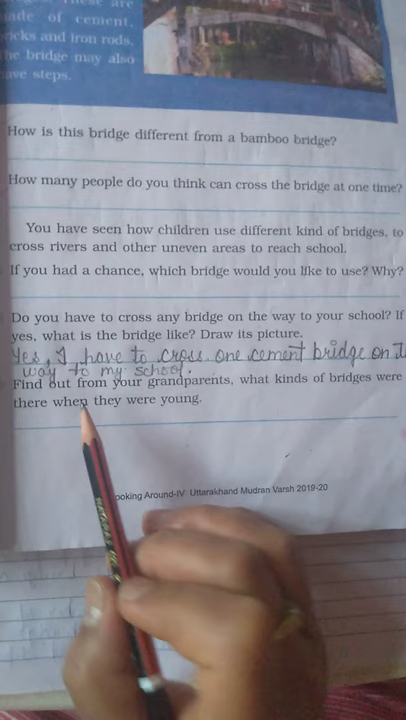 These are
made of cement,
bricks and iron rods.
The bridge may also
have steps.
How is this bridge different from a bamboo bridge?
How many people do you think can cross the bridge at one time?
You have seen how children use different kind of bridges, to
cross rivers and other uneven areas to reach school.
If you had a chance, which bridge would you like to use? Why?
Do you have to cross any bridge on the way to your school? If
yes, what is the bridge like? Draw its picture.
Yes, I have to cross one cement bridge on
way to my school.
Find out from your grandparents, what kinds of bridges were
there when they were young.
ooking Around-IV Uttarakhand Mudran Varsh 2019-20